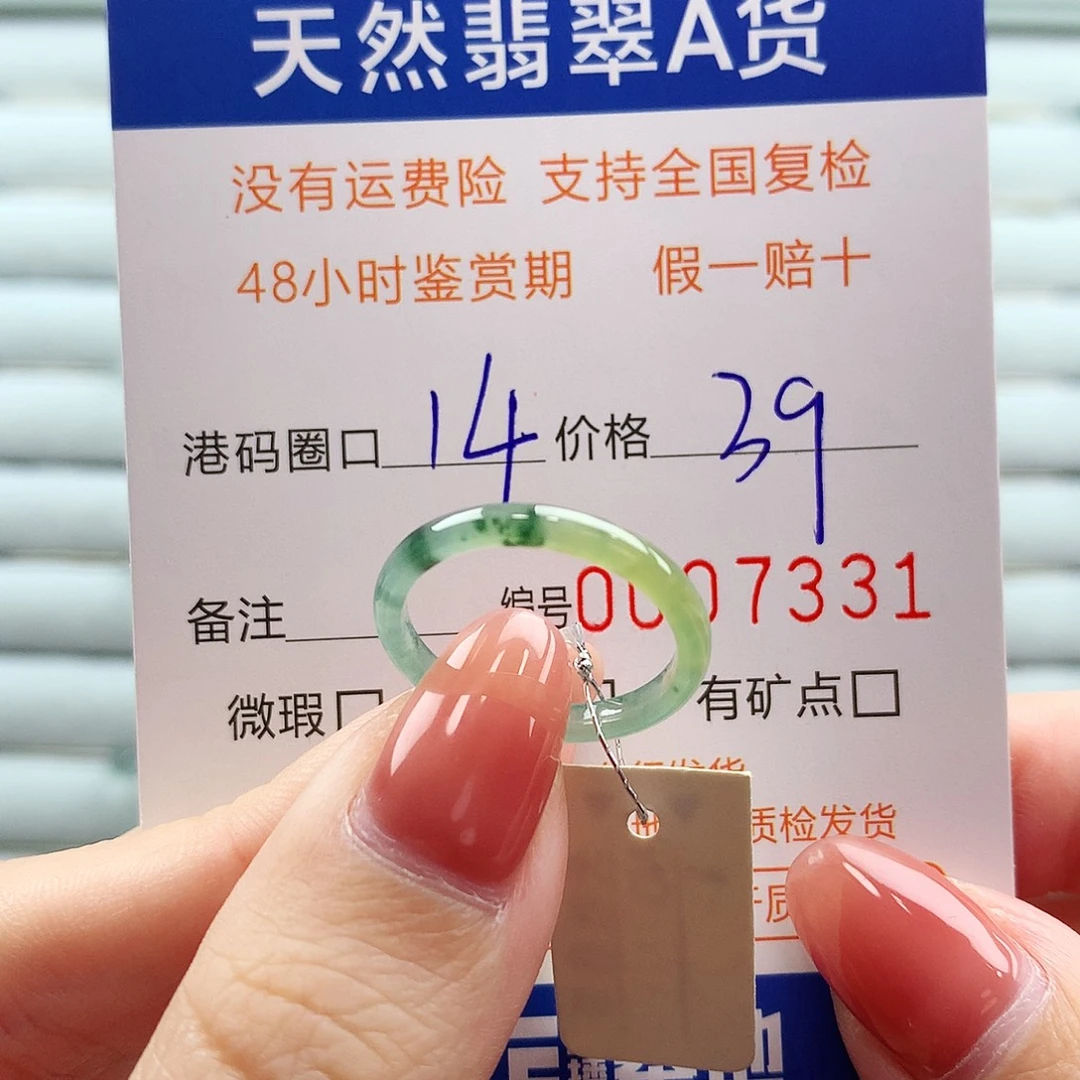 天然翡翠A货
没有运费险 支持全国复检
48小时鉴赏期 假一赔十
港码圈口 14 价格 39
备注 编号 0007331
微瑕☐ 有矿点☐
质检发货